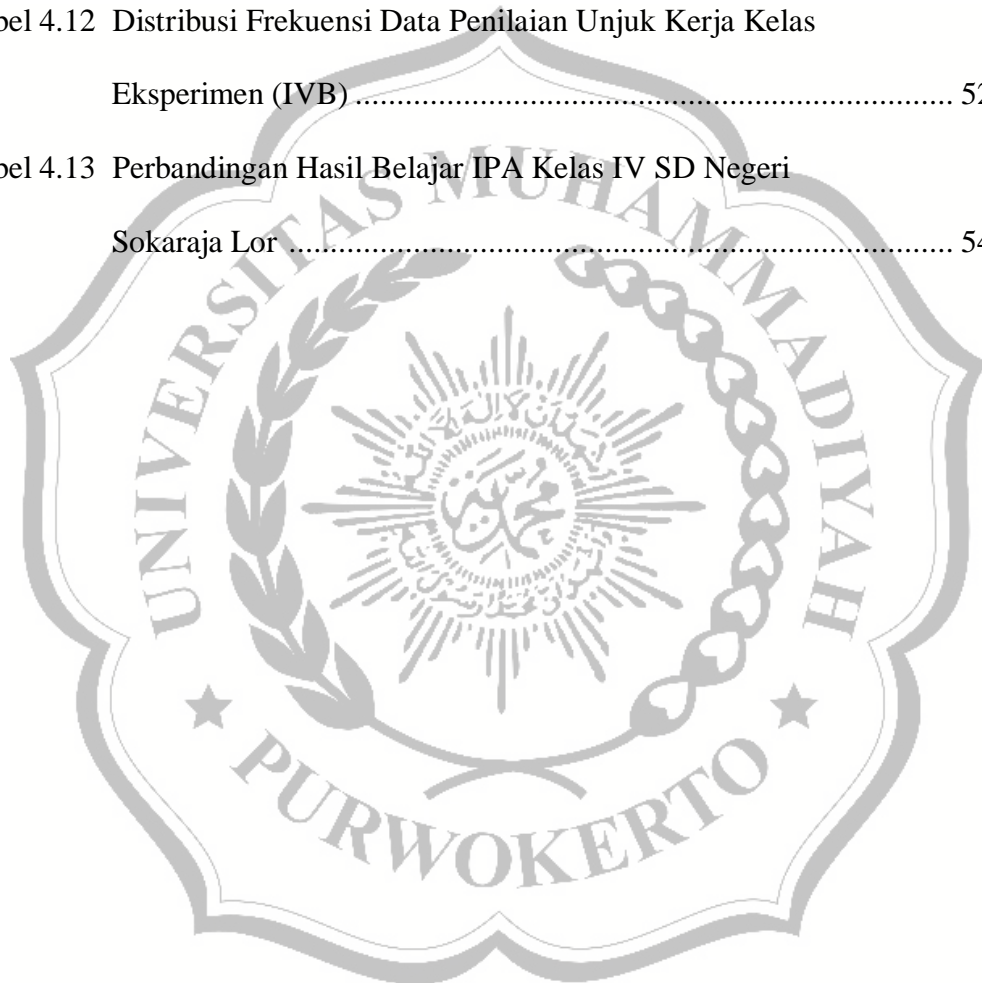 bel 4.12 Distribusi Frekuensi Data Penilaian Unjuk Kerja Kelas
Eksperimen (IVB) .......................................................................... 52
bel 4.13 Perbandingan Hasil Belajar IPA Kelas IV SD Negeri
Sokaraja Lor .................................................................................. 54
UNIVERSITAS MUHAMMADIYAH
PURWOKERTO
محمد